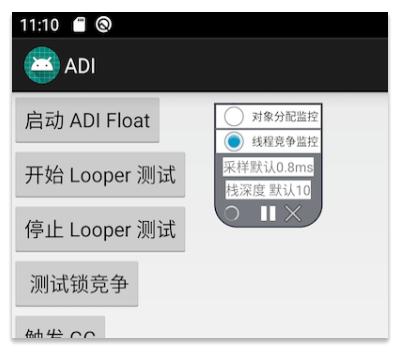 11:10
ADI
启动 ADI Float
开始 Looper 测试
停止 Looper 测试
测试锁竞争
触发 GC
对象分配监控
线程竞争监控
采样默认0.8ms
栈深度 默认10